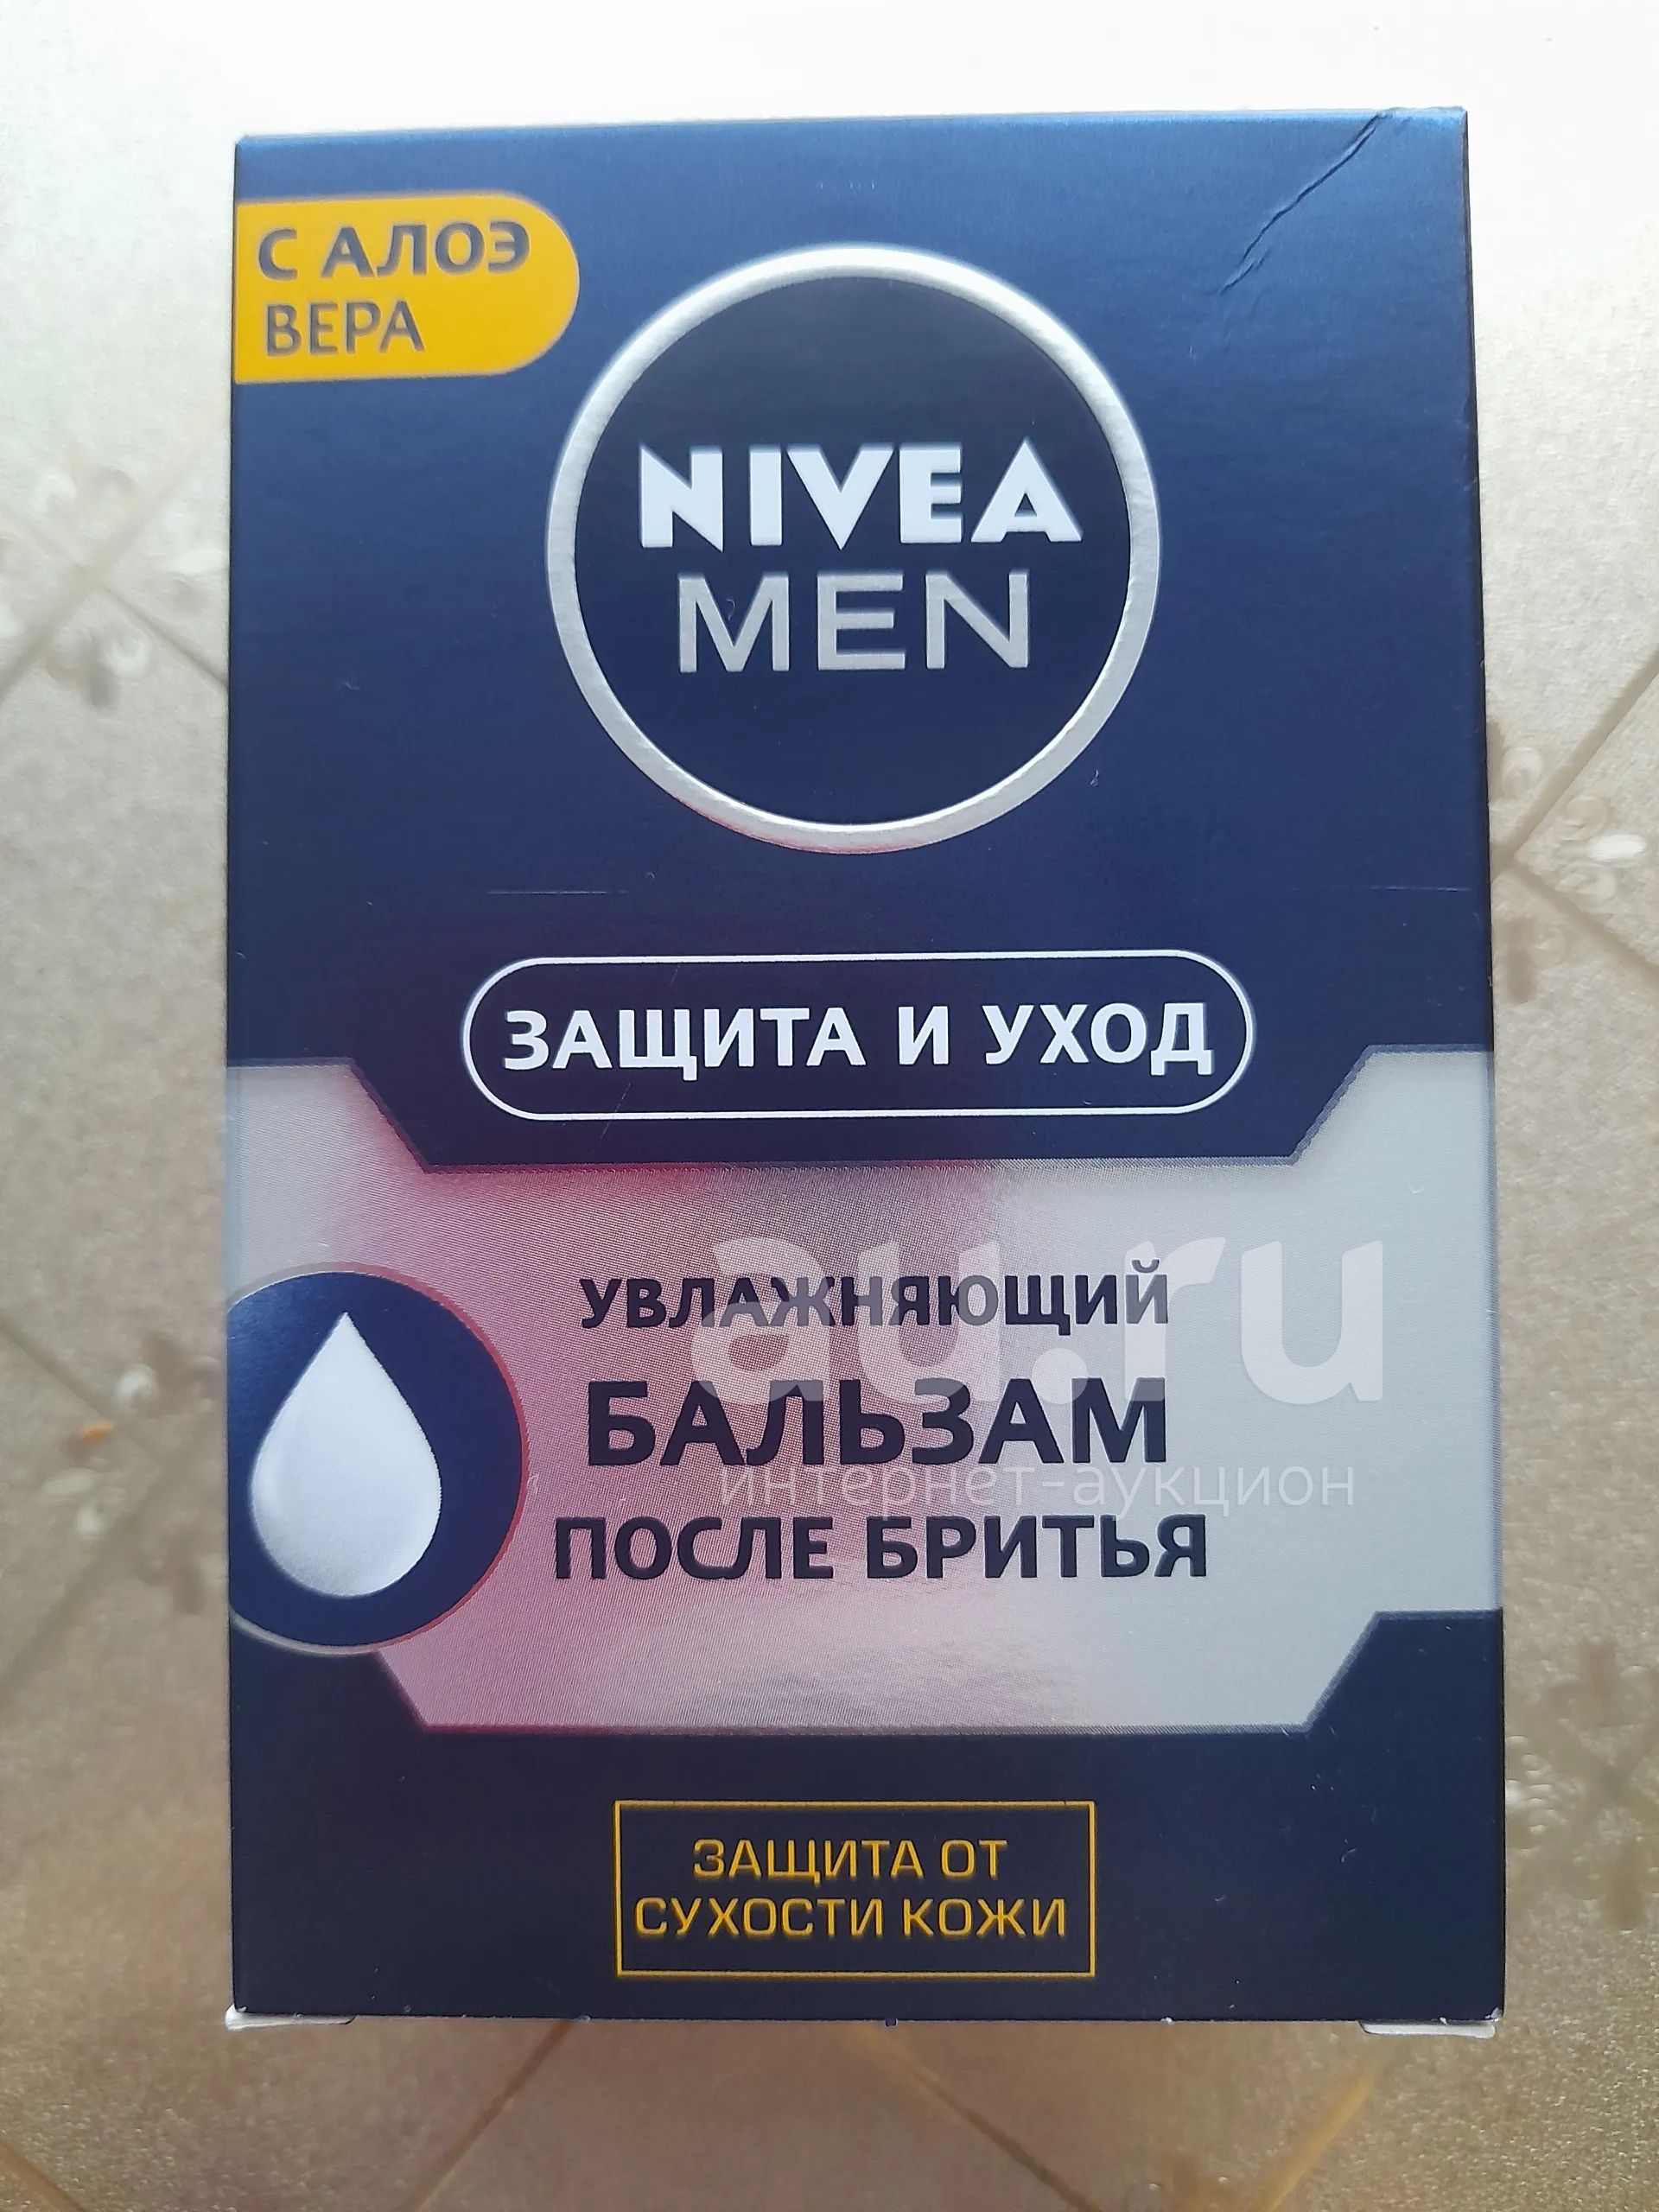 С АЛОЭ
ВЕРА
NIVEA
MEN
ЗАЩИТА И УХОД
УВЛАЖНЯЮЩИЙ
au.ru
БАЛЬЗАМ
интернет-аукцион
ПОСЛЕ БРИТЬЯ
ЗАЩИТА ОТ
СУХОСТИ КОЖИ